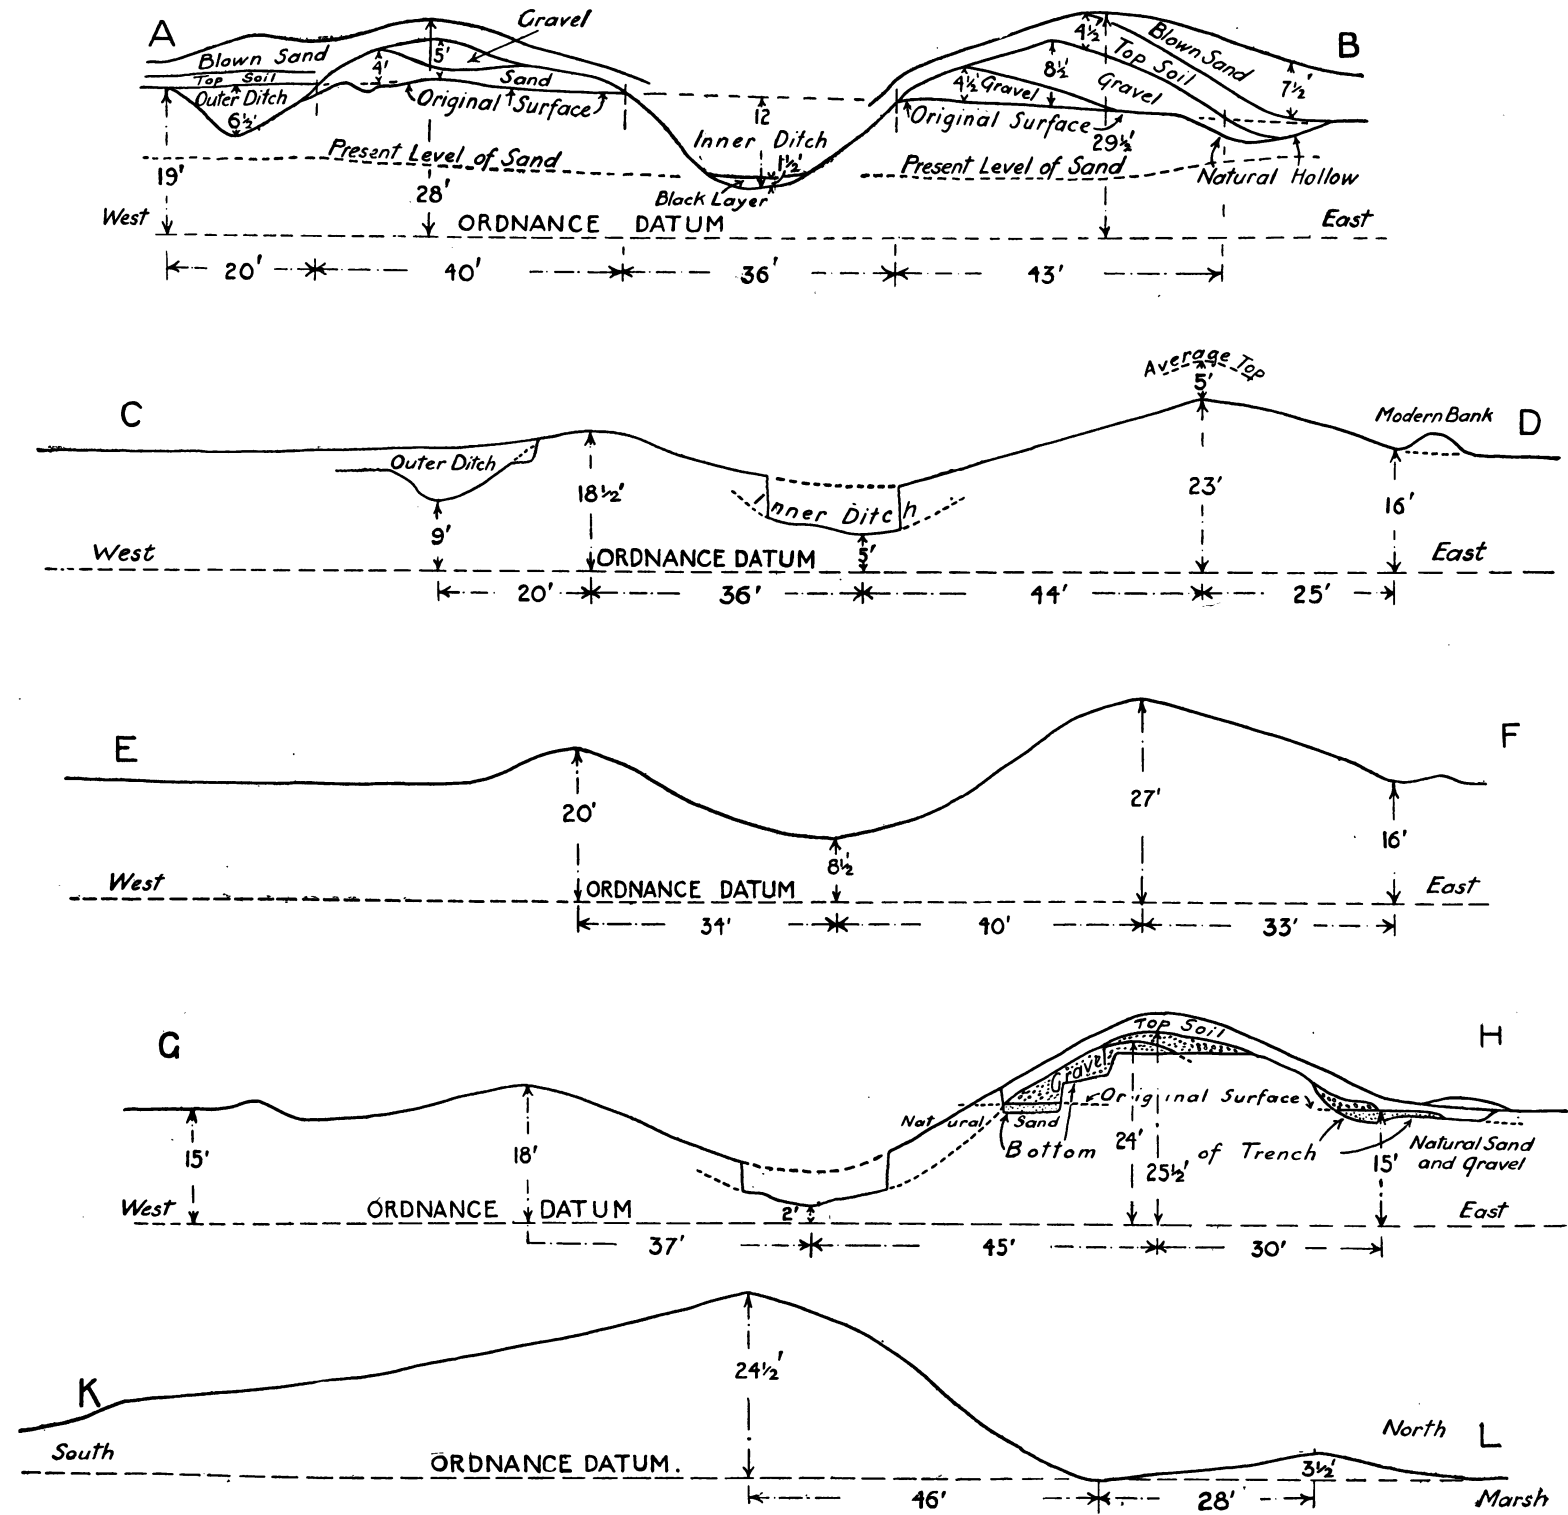 A
Gravel
B
Blown Sand
Top Soil
Outer Ditch
6½'
4'
5'
Sand
Original Surface
12
Inner Ditch
1½'
Black Layer
4½'
8½'
4½'
Gravel
Blown Sand
Top Soil
Gravel
7½'
Original Surface
29½'
Natural Hollow
Present Level of Sand
Present Level of Sand
19'
28'
West
ORDNANCE DATUM
East
20'
40'
36'
43'
Average Top
5'
C
Modern Bank
D
Outer Ditch
18½'
Inner Ditch
23'
16'
9'
5'
West
ORDNANCE DATUM
East
20'
36'
44'
25'
E
F
20'
27'
8½'
16'
West
ORDNANCE DATUM
East
34'
40'
33'
G
Top Soil
H
Gravel
Original Surface
Natural Sand
Bottom of Trench
Natural Sand
and Gravel
15'
18'
24'
25½'
15'
2'
West
ORDNANCE DATUM
East
37'
45'
30'
24½'
K
South
North
L
ORDNANCE DATUM.
3½'
46'
28'
Marsh